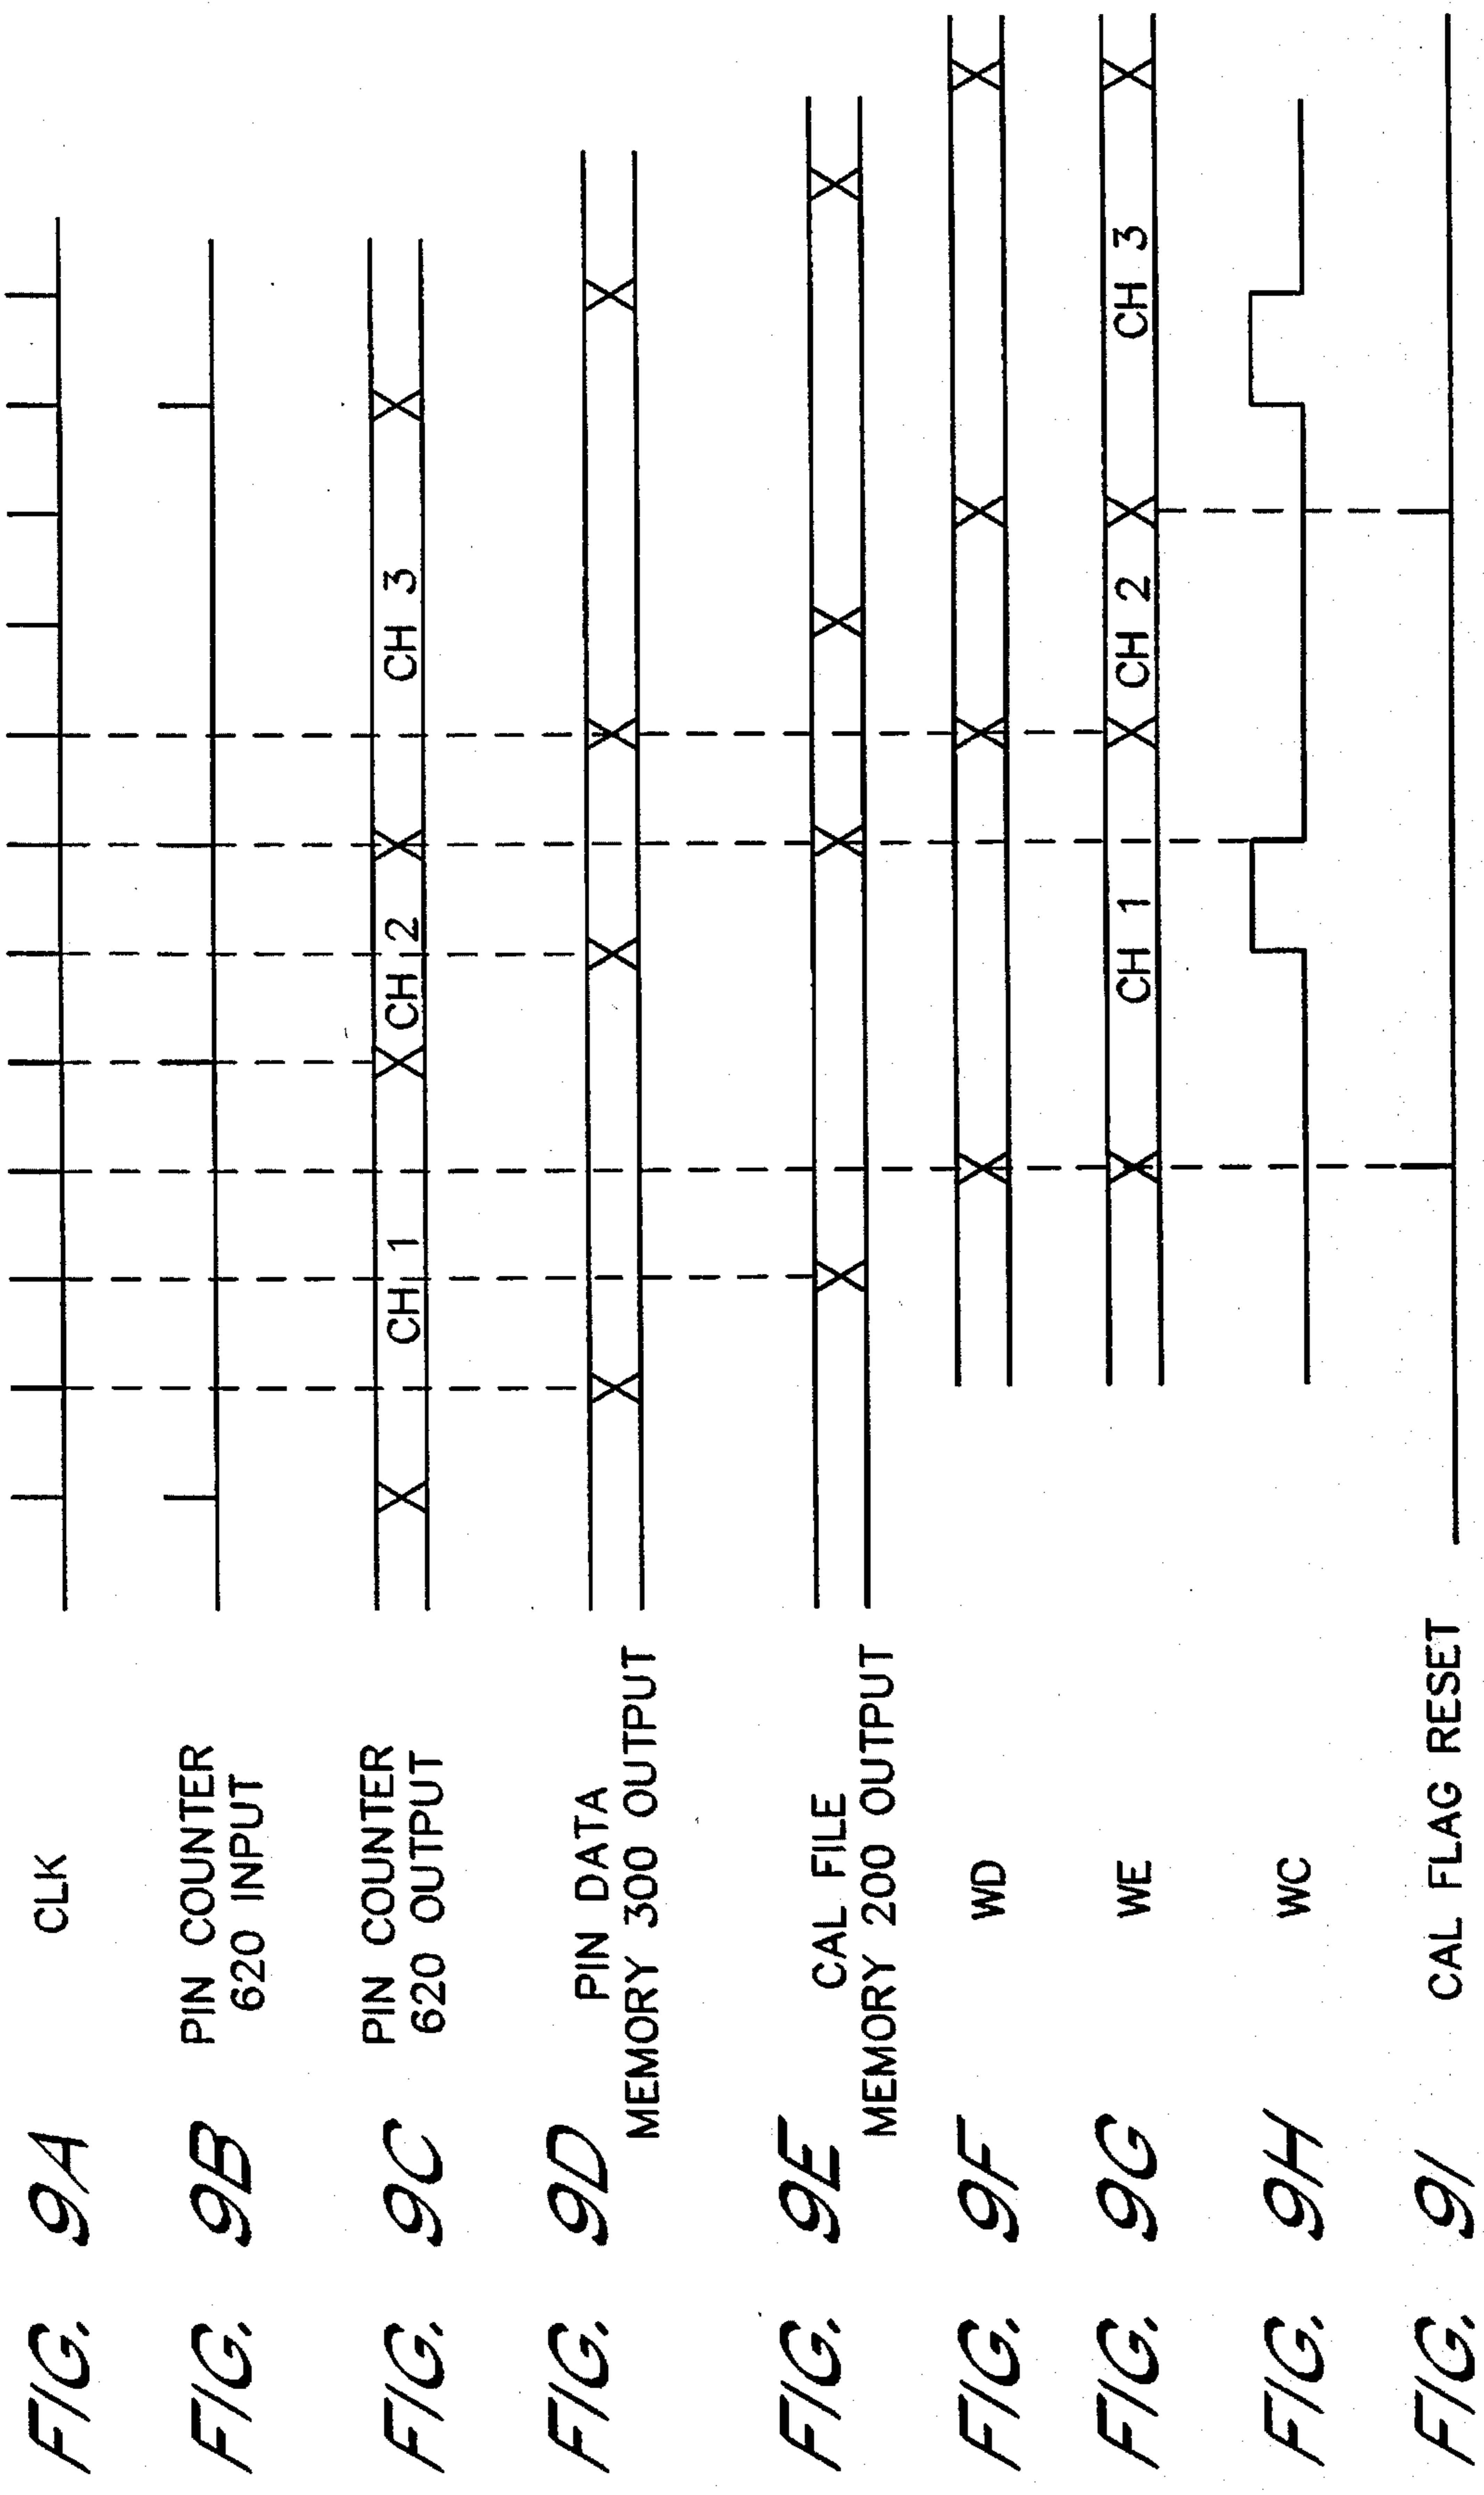 FIG. 9A
CLK
FIG. 9B
PIN COUNTER
620 INPUT
FIG. 9C
PIN COUNTER
620 OUTPUT
CH 1
CH 2
CH 3
FIG. 9D
PIN DATA
MEMORY 300 OUTPUT
FIG. 9E
CAL FILE
MEMORY 200 OUTPUT
FIG. 9F
WD
FIG. 9G
WE
CH 1
CH 2
CH 3
FIG. 9H
WC
FIG. 9I
CAL FLAG RESET